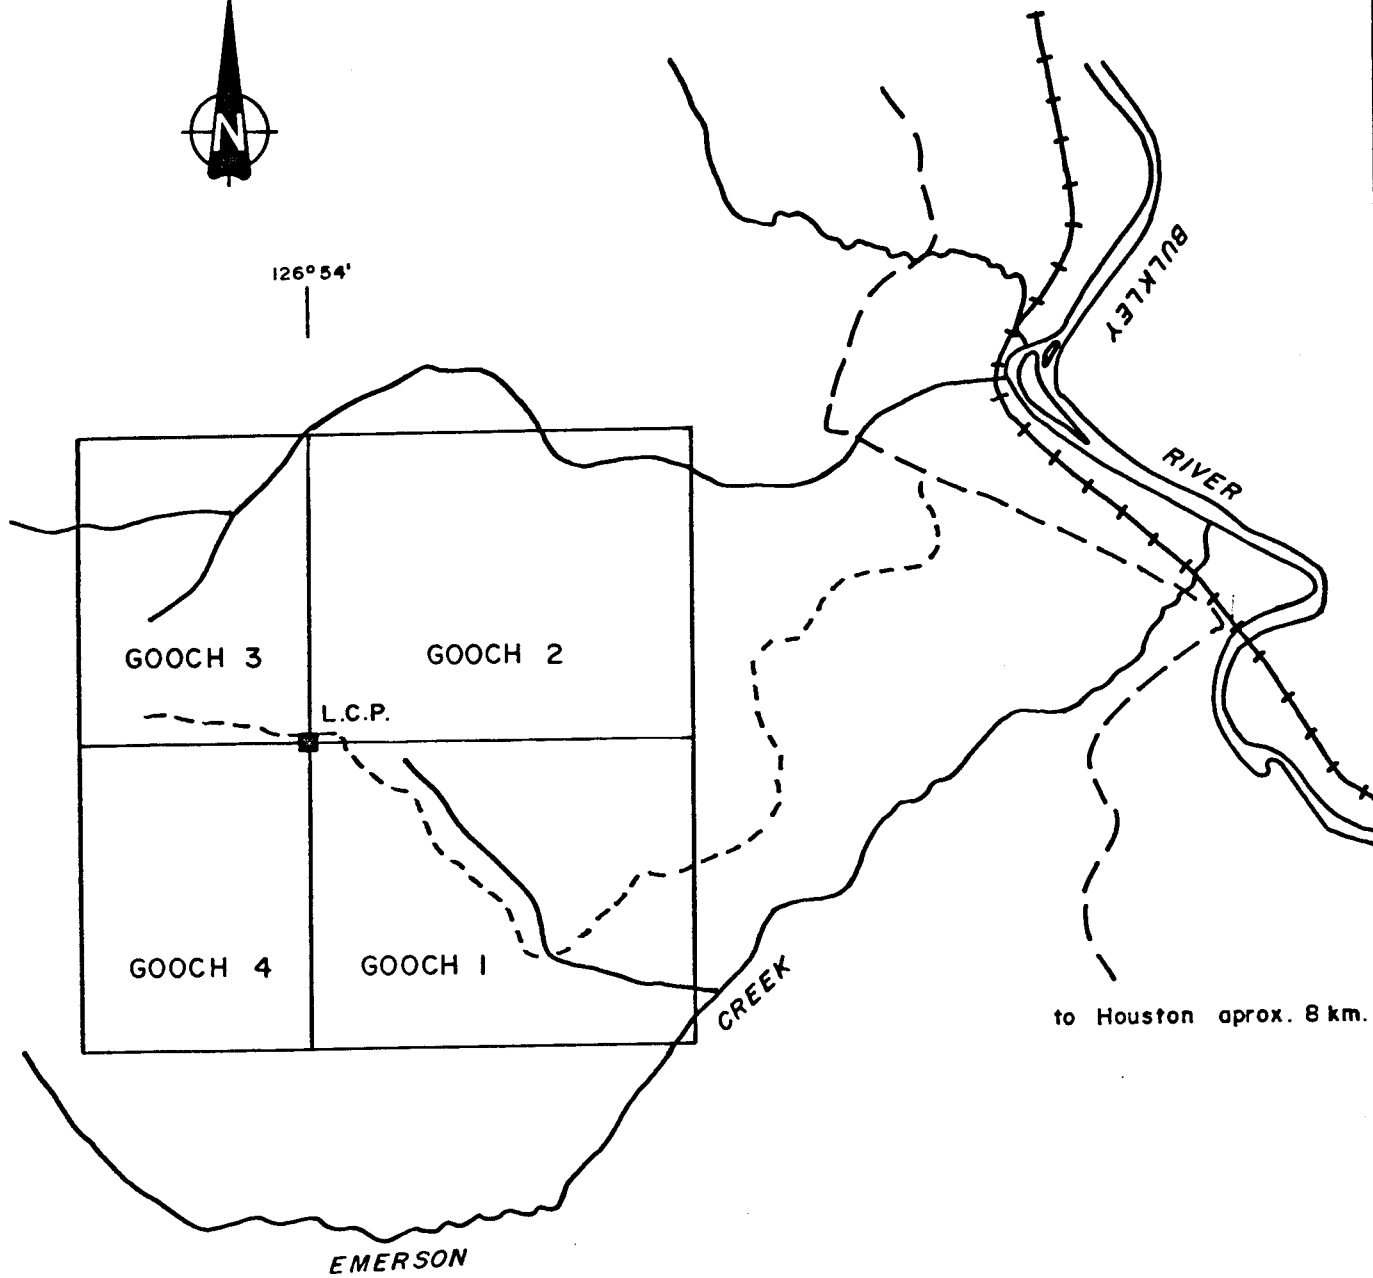 N
126°54'
BULKLEY
RIVER
GOOCH 3
GOOCH 2
L.C.P.
GOOCH 4
GOOCH 1
CREEK
to Houston aprox. 8 km.
EMERSON